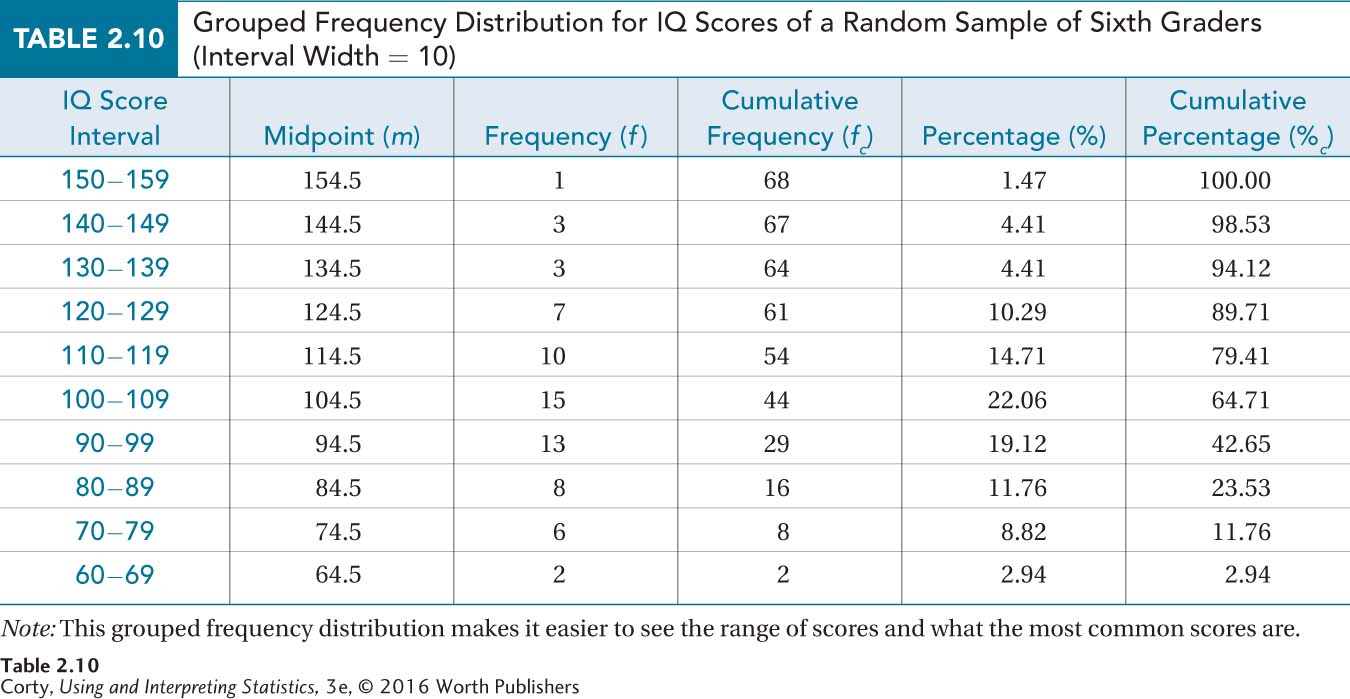 TABLE 2.10
Grouped Frequency Distribution for IQ Scores of a Random Sample of Sixth Graders
(Interval Width = 10)
IQ Score Interval | Midpoint (m) | Frequency (f) | Cumulative Frequency (fc) | Percentage (%) | Cumulative Percentage (%c)
150–159 | 154.5 | 1 | 68 | 1.47 | 100.00
140–149 | 144.5 | 3 | 67 | 4.41 | 98.53
130–139 | 134.5 | 3 | 64 | 4.41 | 94.12
120–129 | 124.5 | 7 | 61 | 10.29 | 89.71
110–119 | 114.5 | 10 | 54 | 14.71 | 79.41
100–109 | 104.5 | 15 | 44 | 22.06 | 64.71
90–99 | 94.5 | 13 | 29 | 19.12 | 42.65
80–89 | 84.5 | 8 | 16 | 11.76 | 23.53
70–79 | 74.5 | 6 | 8 | 8.82 | 11.76
60–69 | 64.5 | 2 | 2 | 2.94 | 2.94
Note: This grouped frequency distribution makes it easier to see the range of scores and what the most common scores are.
Table 2.10
Corty, Using and Interpreting Statistics, 3e, © 2016 Worth Publishers